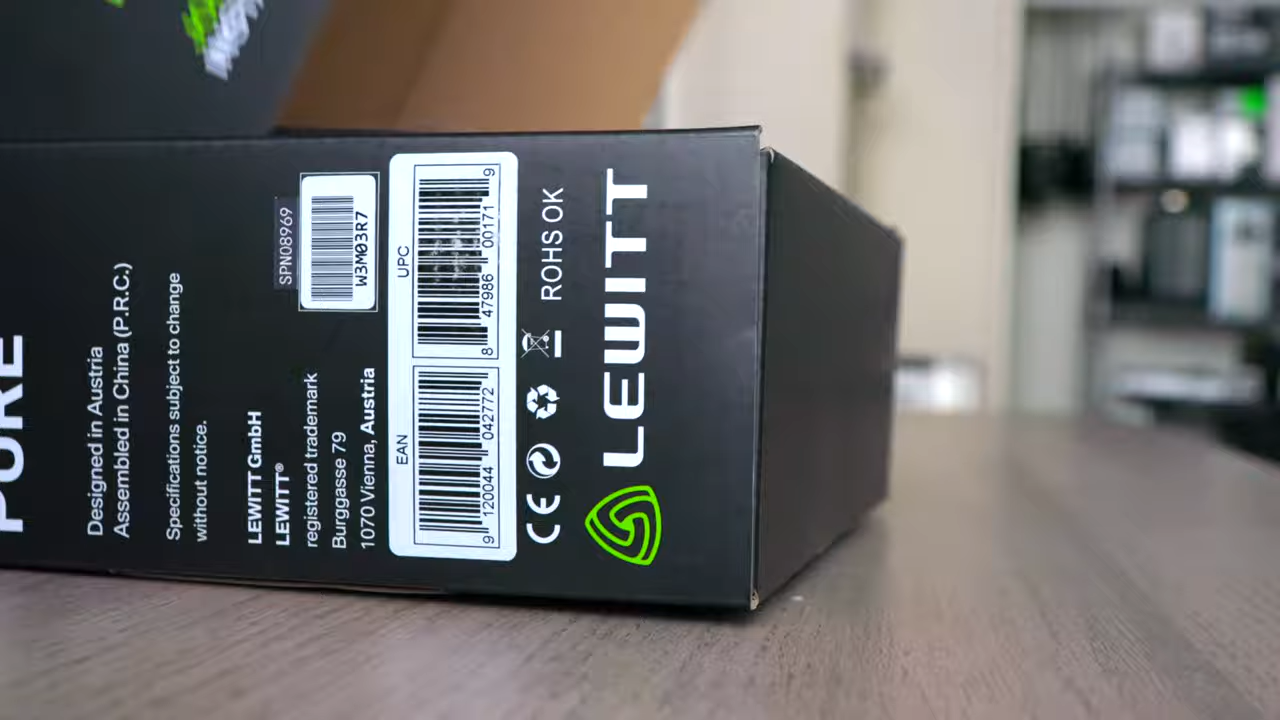 PURE
Designed in Austria
Assembled in China (P.R.C.)
Specifications subject to change
without notice.
LEWITT GmbH
LEWITT®
registered trademark
Burggasse 79
1070 Vienna, Austria
SPN08969
W3M03R7
UPC
8 47986 00171 9
EAN
9 120044 042772
CE
ROHS OK
LEWITT